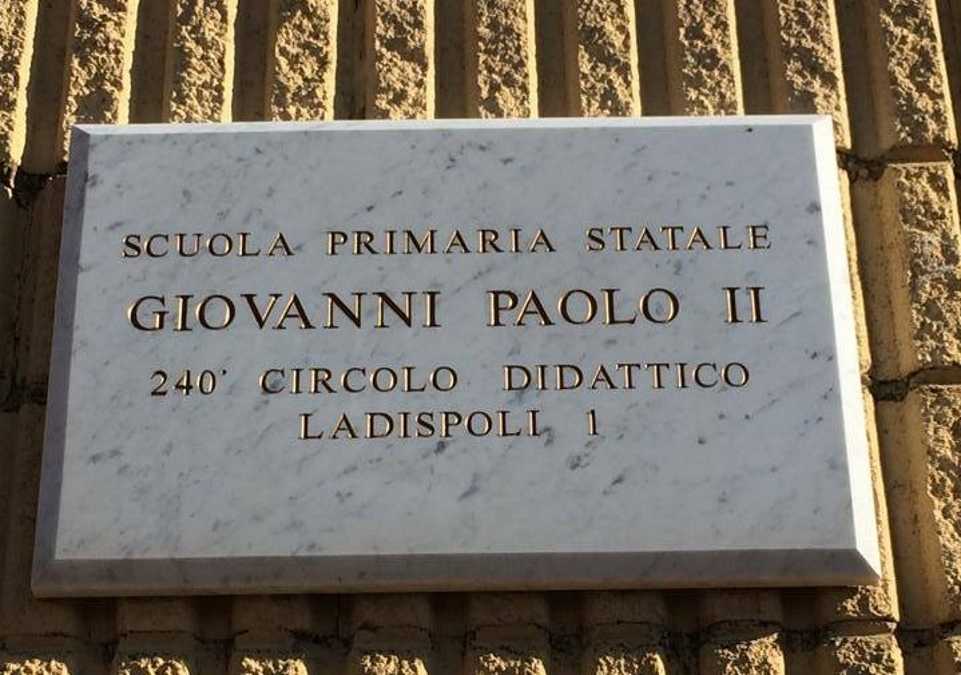 SCUOLA PRIMARIA STATALE
GIOVANNI PAOLO II
240' CIRCOLO DIDATTICO
LADISPOLI 1